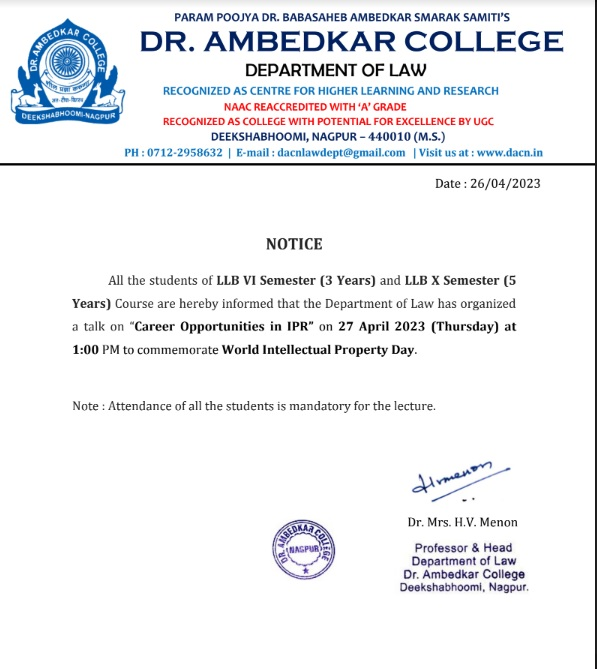 PARAM POOJYA DR. BABASAHEB AMBEDKAR SMARAK SAMITI'S
DR. AMBEDKAR COLLEGE
DEPARTMENT OF LAW
RECOGNIZED AS CENTRE FOR HIGHER LEARNING AND RESEARCH
NAAC REACCREDITED WITH 'A' GRADE
RECOGNIZED AS COLLEGE WITH POTENTIAL FOR EXCELLENCE BY UGC
DEEKSHABHOOMI, NAGPUR – 440010 (M.S.)
PH : 0712-2958632 | E-mail : dacnlawdept@gmail.com | Visit us at : www.dacn.in
DR. AMBEDKAR COLLEGE
DEEKSHABHOOMI-NAGPUR
Date : 26/04/2023
NOTICE
All the students of LLB VI Semester (3 Years) and LLB X Semester (5
Years) Course are hereby informed that the Department of Law has organized
a talk on "Career Opportunities in IPR" on 27 April 2023 (Thursday) at
1:00 PM to commemorate World Intellectual Property Day.
Note : Attendance of all the students is mandatory for the lecture.
Hvmenon
Dr. Mrs. H.V. Menon
DR. AMBEDKAR COLLEGE
NAGPUR
Professor & Head
Department of Law
Dr. Ambedkar College
Deekshabhoomi, Nagpur.